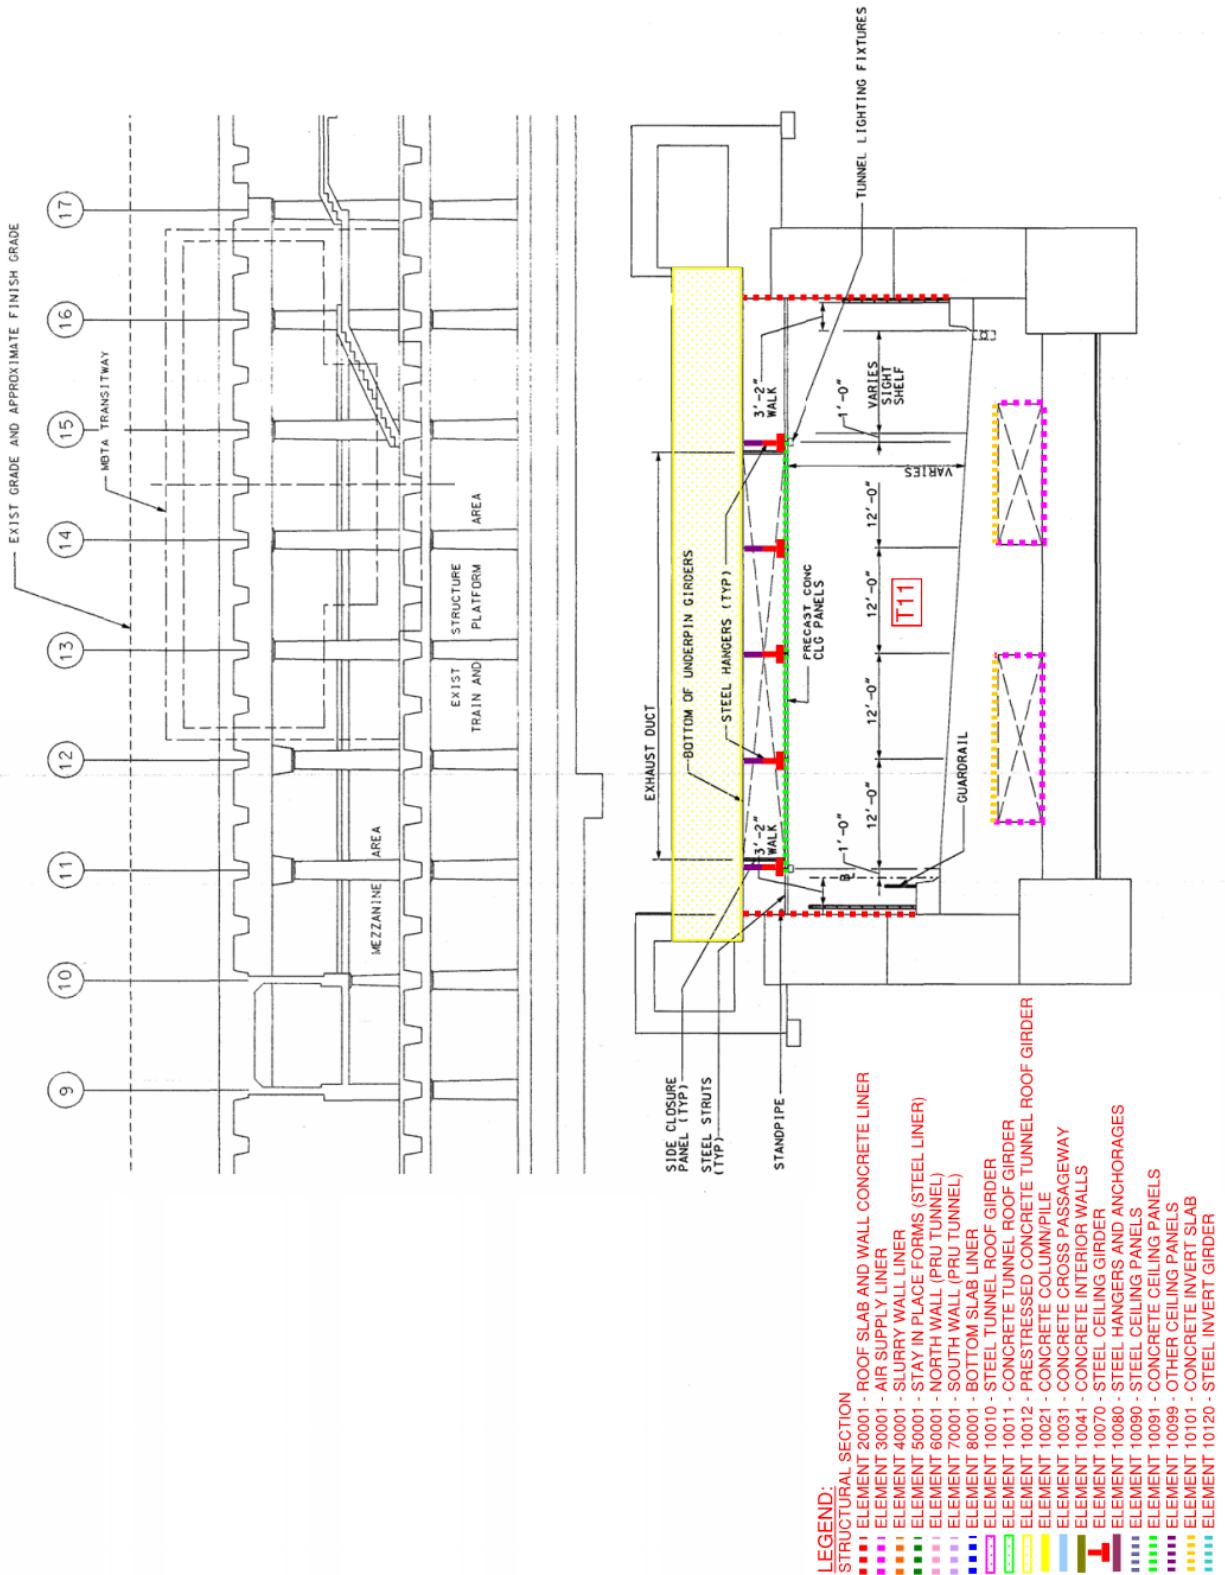 EXIST GRADE AND APPROXIMATE FINISH GRADE
MBTA TRANSITWAY
9
10
11
12
13
14
15
16
17
MEZZANINE AREA
EXIST STRUCTURE
TRAIN AND PLATFORM AREA
EXHAUST DUCT
BOTTOM OF UNDERPIN GIRDERS
STEEL HANGERS (TYP)
PRECAST CONC
CLG PANELS
SIDE CLOSURE
PANEL (TYP)
STEEL STRUTS
(TYP)
STANDPIPE
3'-2"
WALK
3'-2"
WALK
1'-0"
12'-0"
12'-0"
12'-0"
12'-0"
1'-0"
VARIES
SIGHT
SHELF
VARIES
GUARDRAIL
TUNNEL LIGHTING FIXTURES
T11
LEGEND:
STRUCTURAL SECTION
ELEMENT 20001 - ROOF SLAB AND WALL CONCRETE LINER
ELEMENT 30001 - AIR SUPPLY LINER
ELEMENT 40001 - SLURRY WALL LINER
ELEMENT 50001 - STAY IN PLACE FORMS (STEEL LINER)
ELEMENT 60001 - NORTH WALL (PRU TUNNEL)
ELEMENT 70001 - SOUTH WALL (PRU TUNNEL)
ELEMENT 80001 - BOTTOM SLAB LINER
ELEMENT 10010 - STEEL TUNNEL ROOF GIRDER
ELEMENT 10011 - CONCRETE TUNNEL ROOF GIRDER
ELEMENT 10012 - PRESTRESSED CONCRETE TUNNEL ROOF GIRDER
ELEMENT 10021 - CONCRETE COLUMN/PILE
ELEMENT 10031 - CONCRETE CROSS PASSAGEWAY
ELEMENT 10041 - CONCRETE INTERIOR WALLS
ELEMENT 10070 - STEEL CEILING GIRDER
ELEMENT 10080 - STEEL HANGERS AND ANCHORAGES
ELEMENT 10090 - STEEL CEILING PANELS
ELEMENT 10091 - CONCRETE CEILING PANELS
ELEMENT 10099 - OTHER CEILING PANELS
ELEMENT 10101 - CONCRETE INVERT SLAB
ELEMENT 10120 - STEEL INVERT GIRDER